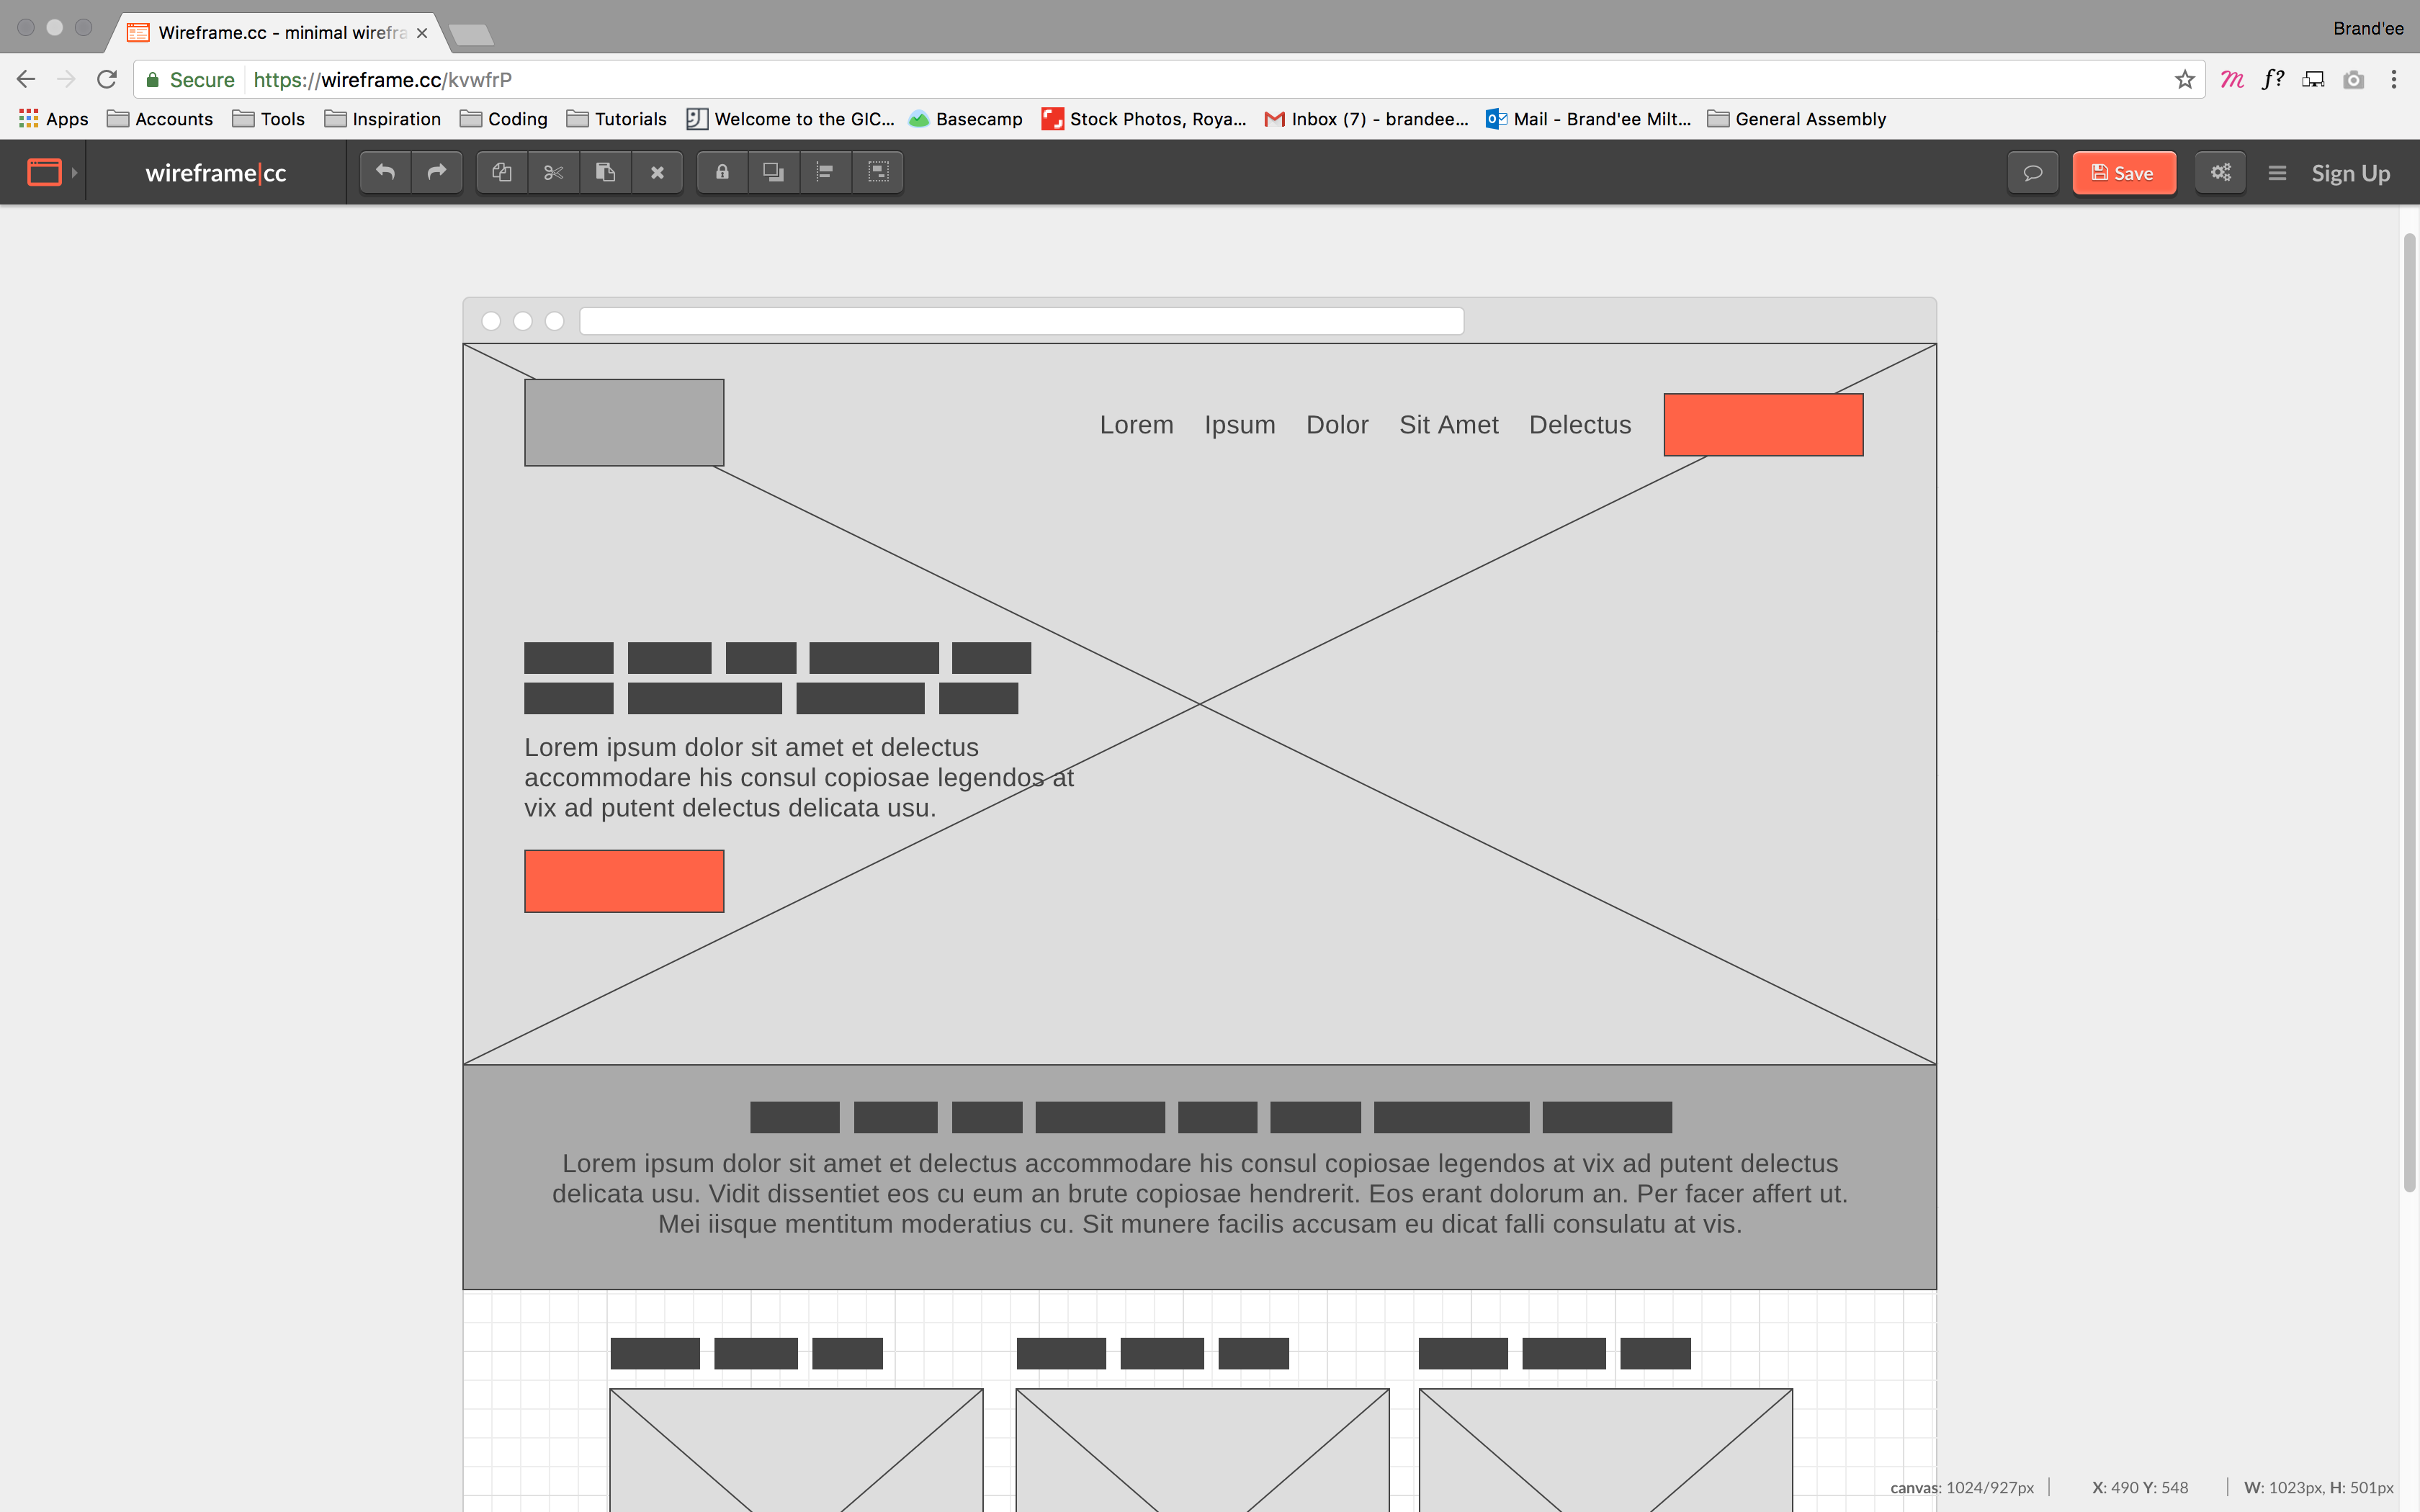 Wireframe.cc - minimal wirefra
Brand'ee
Secure https://wireframe.cc/kvwfrP
f?
Apps Accounts Tools Inspiration Coding Tutorials Welcome to the GIC... Basecamp Stock Photos, Roya... Inbox (7) - brandee... Mail - Brand'ee Milt... General Assembly
wireframe|cc
Save
Sign Up
Lorem Ipsum Dolor Sit Amet Delectus
Lorem ipsum dolor sit amet et delectus
accommodare his consul copiosae legendos at
vix ad putent delectus delicata usu.
Lorem ipsum dolor sit amet et delectus accommodare his consul copiosae legendos at vix ad putent delectus
delicata usu. Vidit dissentiet eos cu eum an brute copiosae hendrerit. Eos erant dolorum an. Per facer affert ut.
Mei iisque mentitum moderatius cu. Sit munere facilis accusam eu dicat falli consulatu at vis.
canvas: 1024/927px X: 490 Y: 548 W: 1023px, H: 501px